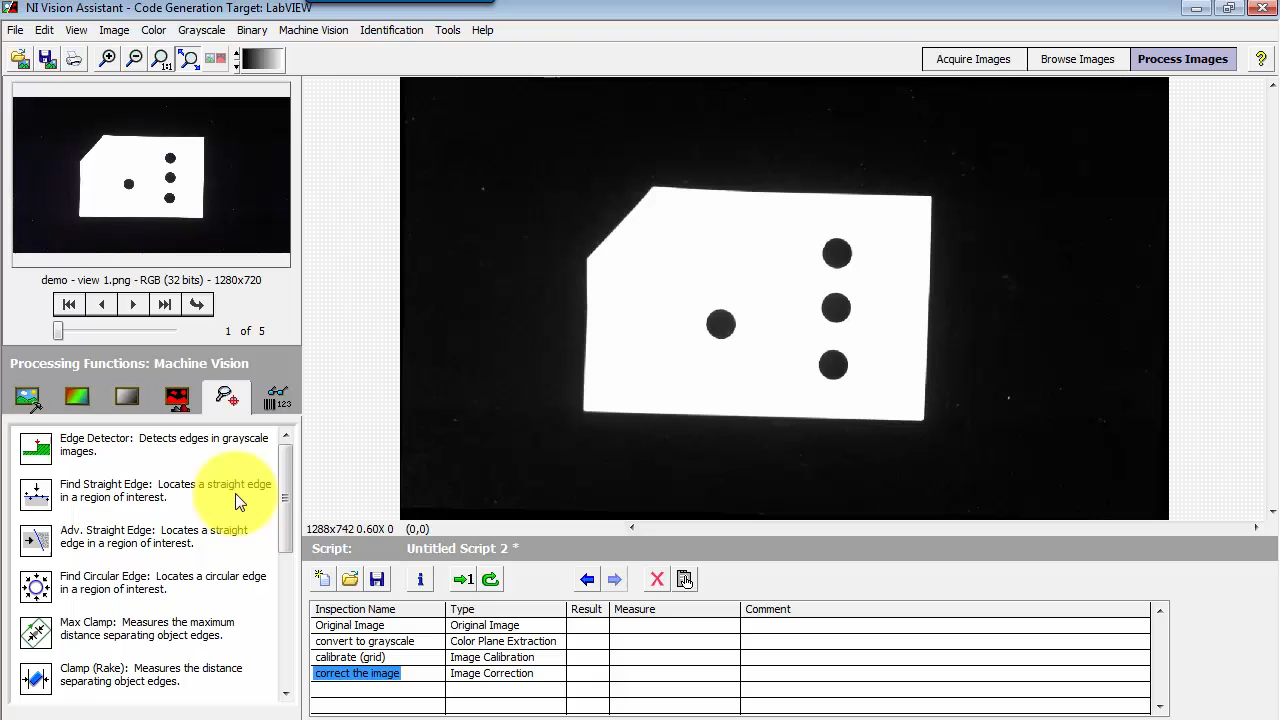 NI Vision Assistant - Code Generation Target: LabVIEW
File Edit View Image Color Grayscale Binary Machine Vision Identification Tools Help
1:1
Acquire Images Browse Images Process Images ?
demo - view 1.png - RGB (32 bits) - 1280x720
1 of 5
Processing Functions: Machine Vision
123
Edge Detector: Detects edges in grayscale
images.
Find Straight Edge: Locates a straight edge
in a region of interest.
Adv. Straight Edge: Locates a straight
edge in a region of interest.
Find Circular Edge: Locates a circular edge
in a region of interest.
Max Clamp: Measures the maximum
distance separating object edges.
Clamp (Rake): Measures the distance
separating object edges.
1288x742 0.60X 0 (0,0)
Script: Untitled Script 2 *
i 1
Inspection Name Type Result Measure Comment
Original Image Original Image
convert to grayscale Color Plane Extraction
calibrate (grid) Image Calibration
correct the image Image Correction